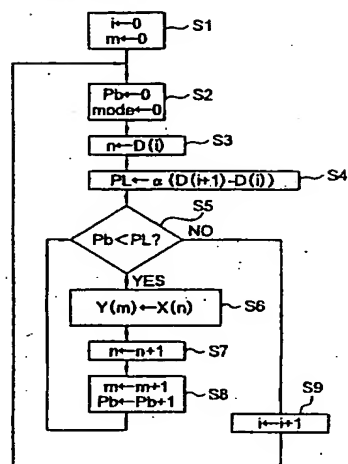 i←0
m←0
S1
Pb←0
mode←0
S2
n←D(i)
S3
PL←α(D(i+1)-D(i))
S4
S5
Pb<PL?
NO
YES
Y(m)←X(n)
S6
n←n+1
S7
m←m+1
Pb←Pb+1
S8
S9
i←i+1